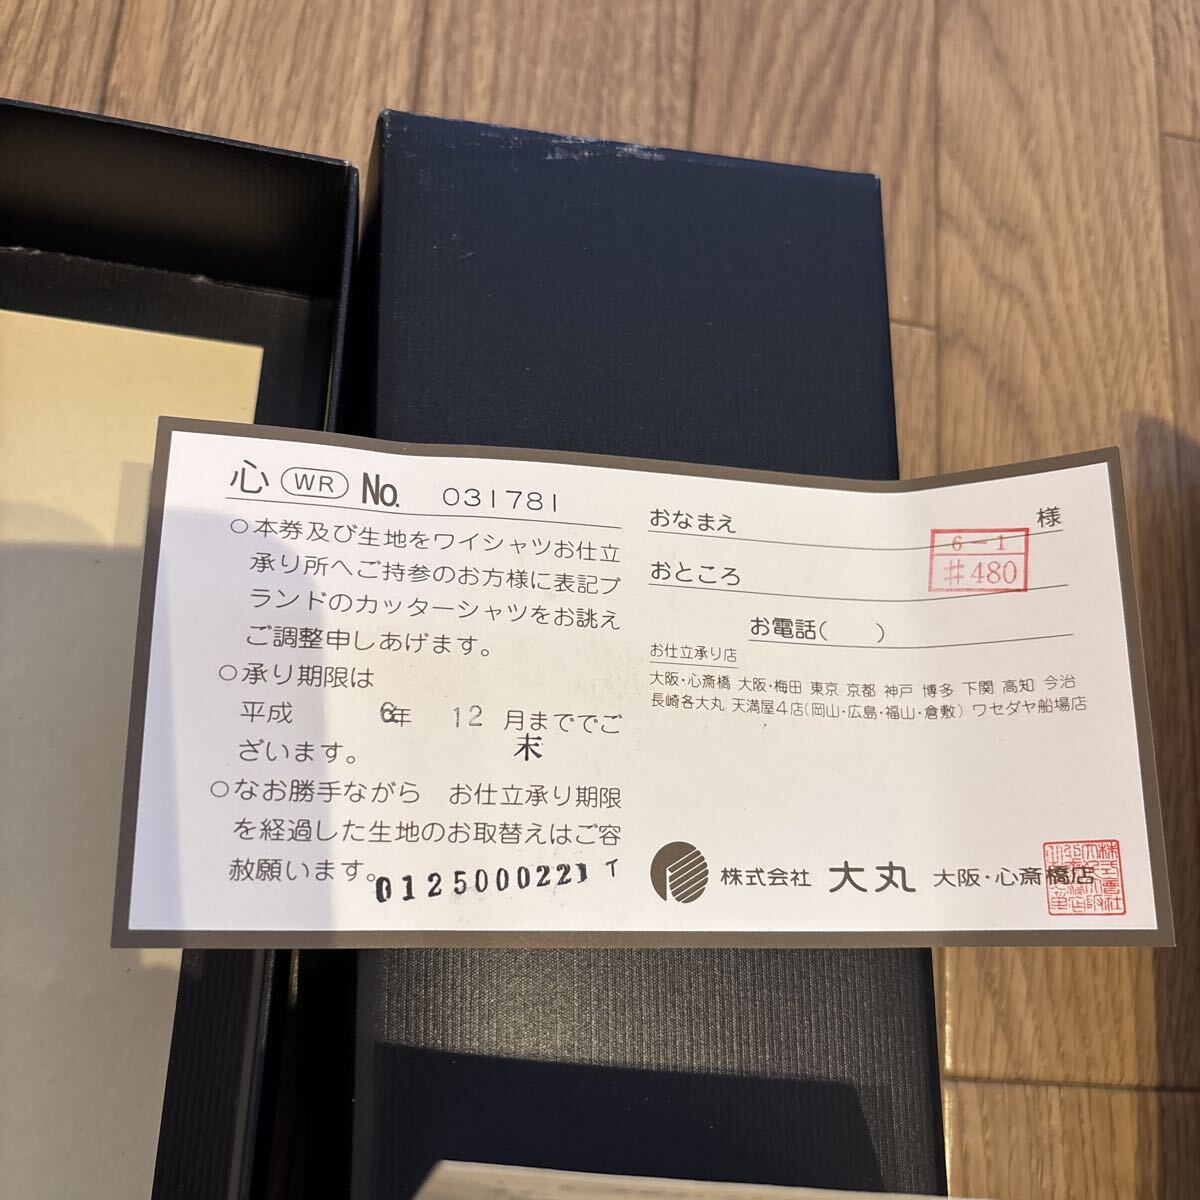 心 WR No. 031781
○本券及び生地をワイシャツお仕立
承り所へご持参のお方様に表記ブ
ランドのカッターシャツをお誂え
ご調整申しあげます。
○承り期限は
平成 6年 12 月まででご
末
ざいます。
○なお勝手ながら お仕立承り期限
を経過した生地のお取替えはご容
赦願います。
0125000221 イ
おなまえ 様
6-1
#480
おところ
お電話( )
お仕立承り店
大阪・心斎橋 大阪・梅田 東京 京都 神戸 博多 下関 高知 今治
長崎各大丸 天満屋4店(岡山・広島・福山・倉敷) ワセダヤ船場店
株式会社 大丸 大阪・心斎橋店